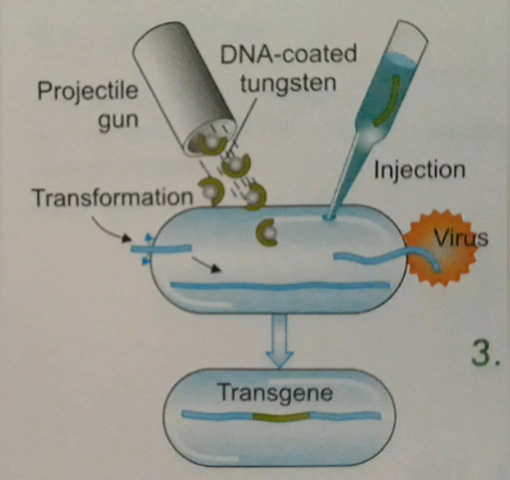 DNA-coated
tungsten
Projectile
gun
Injection
Transformation
Virus
3.
Transgene